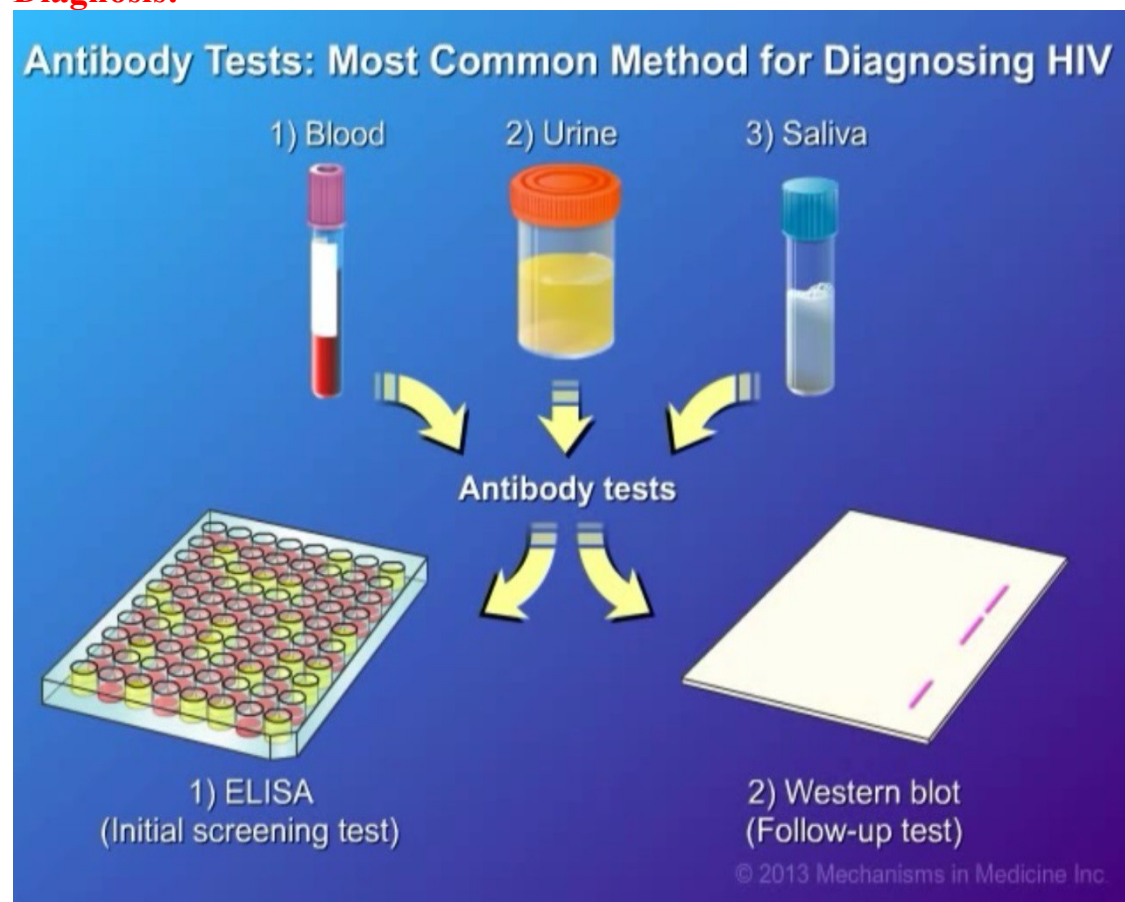 Diagnosis:
Antibody Tests: Most Common Method for Diagnosing HIV
1) Blood
2) Urine
3) Saliva
Antibody tests
1) ELISA
(Initial screening test)
2) Western blot
(Follow-up test)
© 2013 Mechanisms in Medicine Inc.